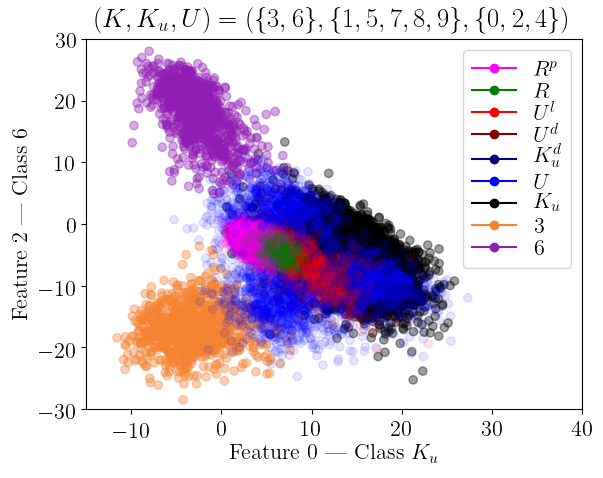 (K, K_u, U) = ({3, 6}, {1, 5, 7, 8, 9}, {0, 2, 4})
30
20
10
0
−10
−20
−30
Feature 2 — Class 6
R^p
R
U^l
U^d
K_u^d
U
K_u
3
6
−10 0 10 20 30 40
Feature 0 — Class K_u